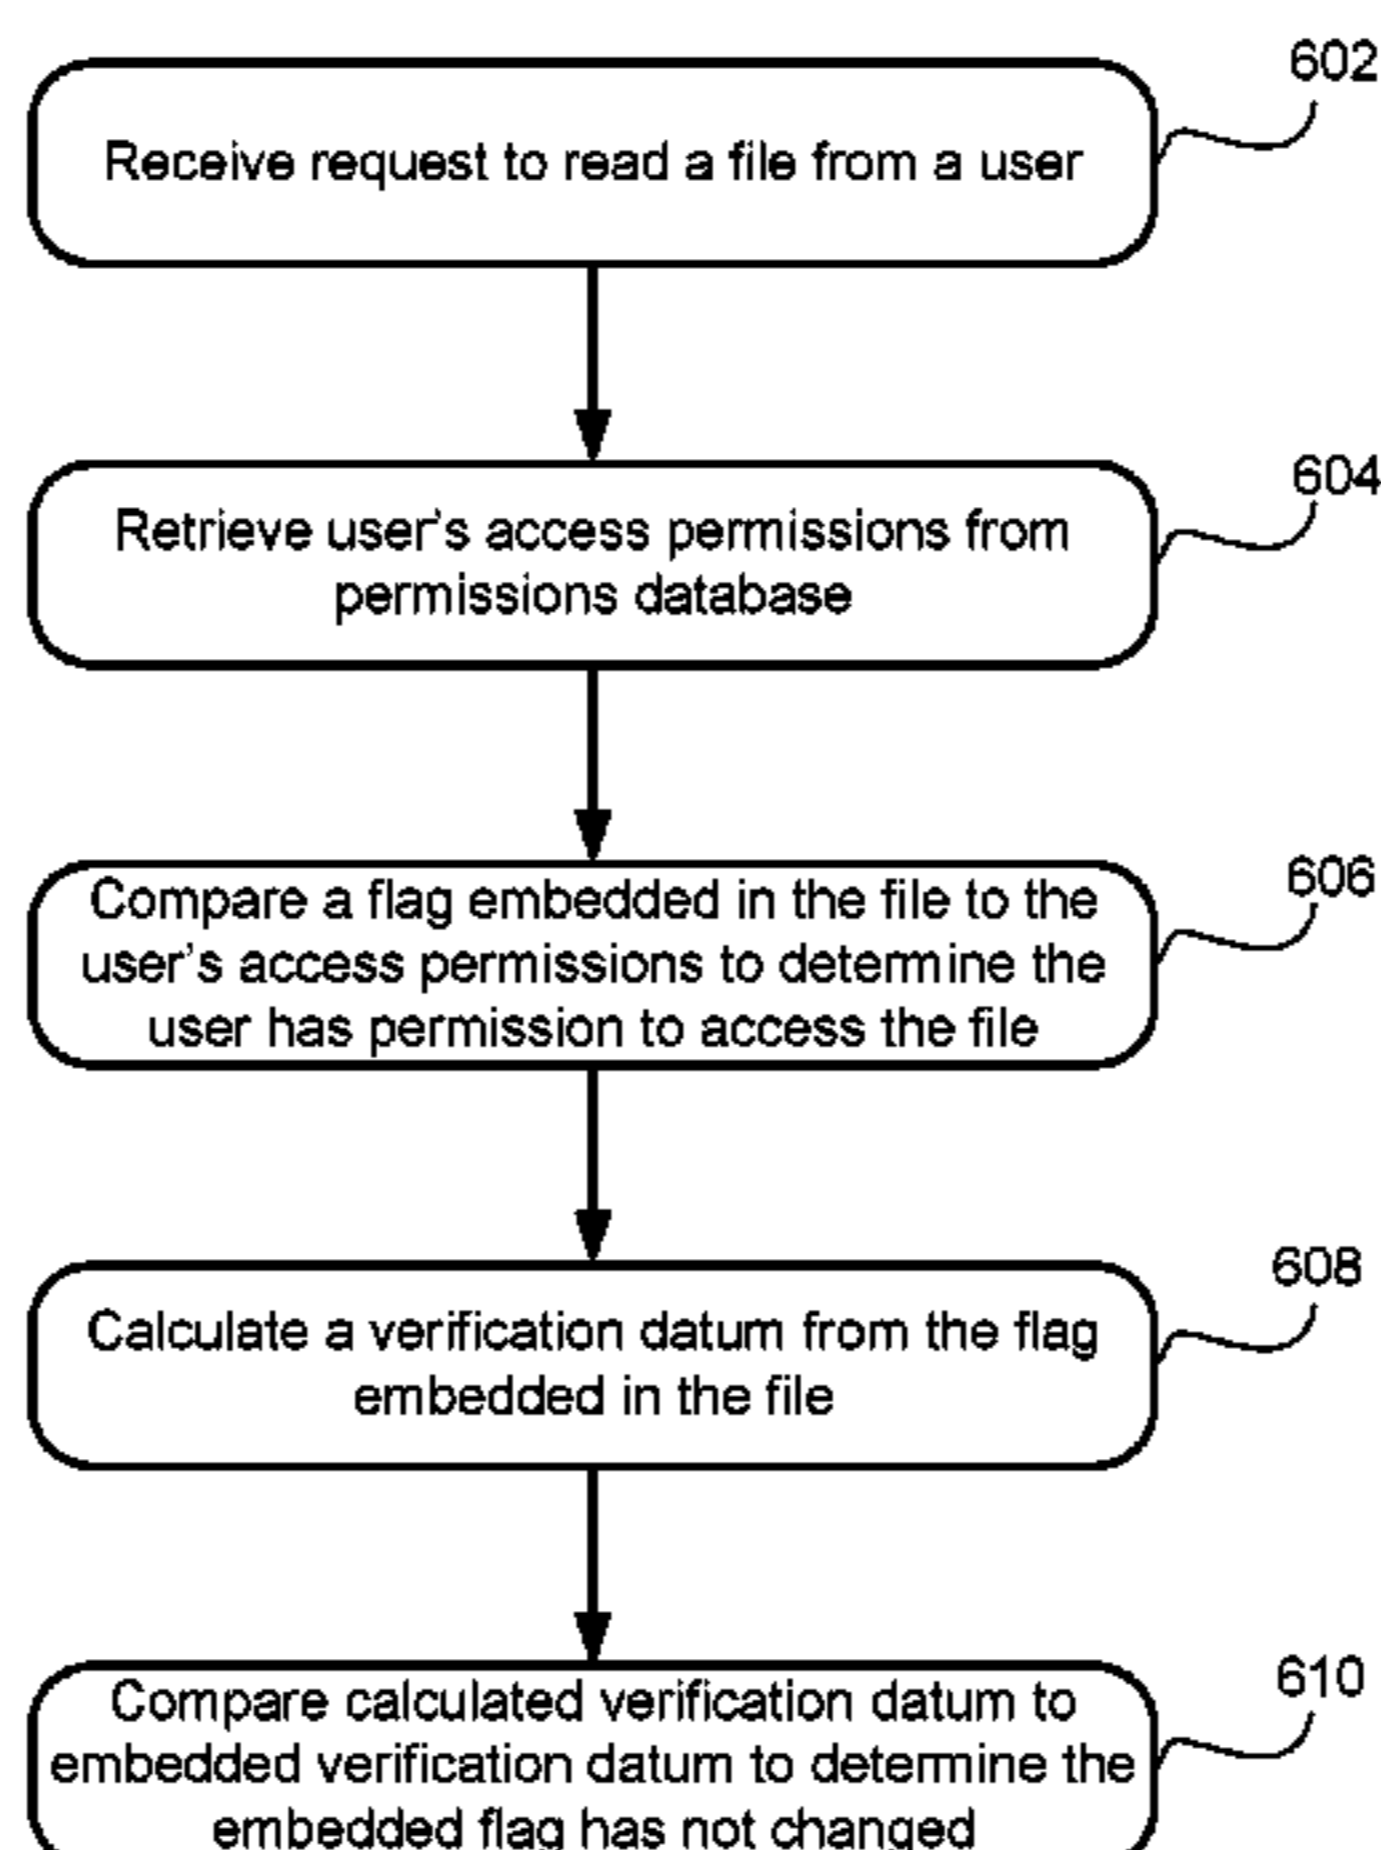 602
Receive request to read a file from a user
604
Retrieve user's access permissions from
permissions database
606
Compare a flag embedded in the file to the
user's access permissions to determine the
user has permission to access the file
608
Calculate a verification datum from the flag
embedded in the file
610
Compare calculated verification datum to
embedded verification datum to determine the
embedded flag has not changed